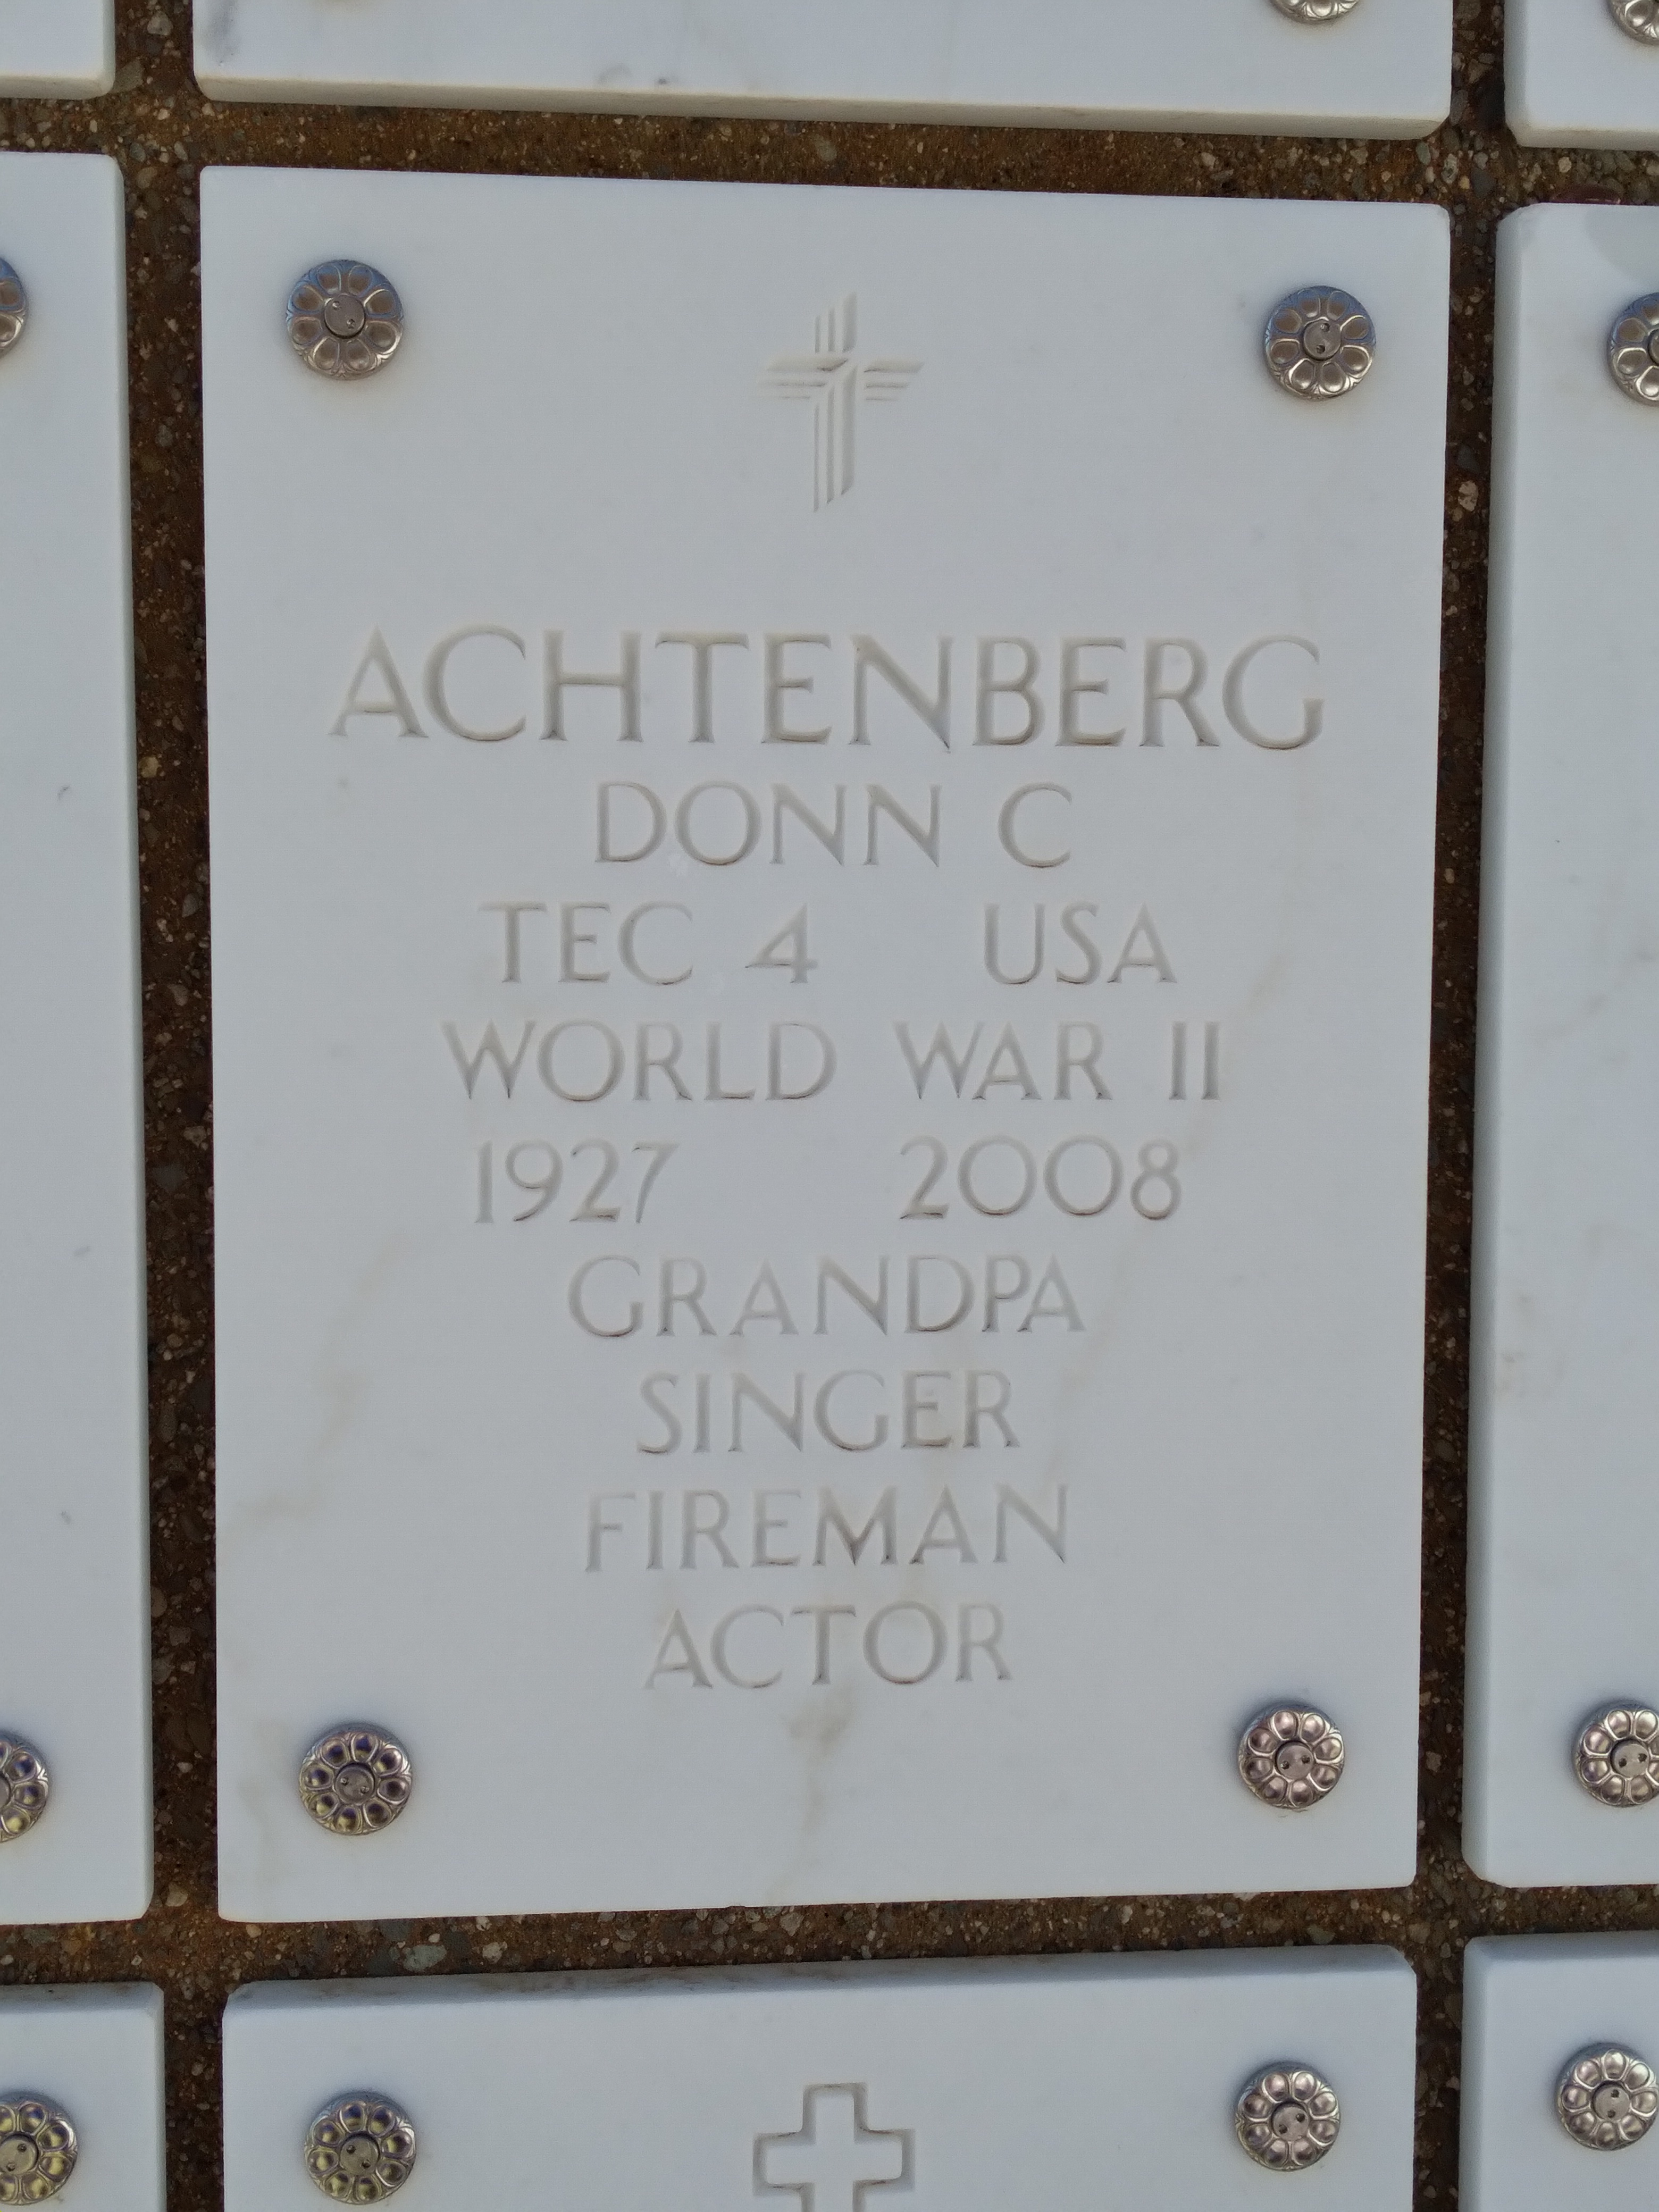 ACHTENBERG
DONN C
TEC 4 USA
WORLD WAR II
1927 2008
GRANDPA
SINGER
FIREMAN
ACTOR